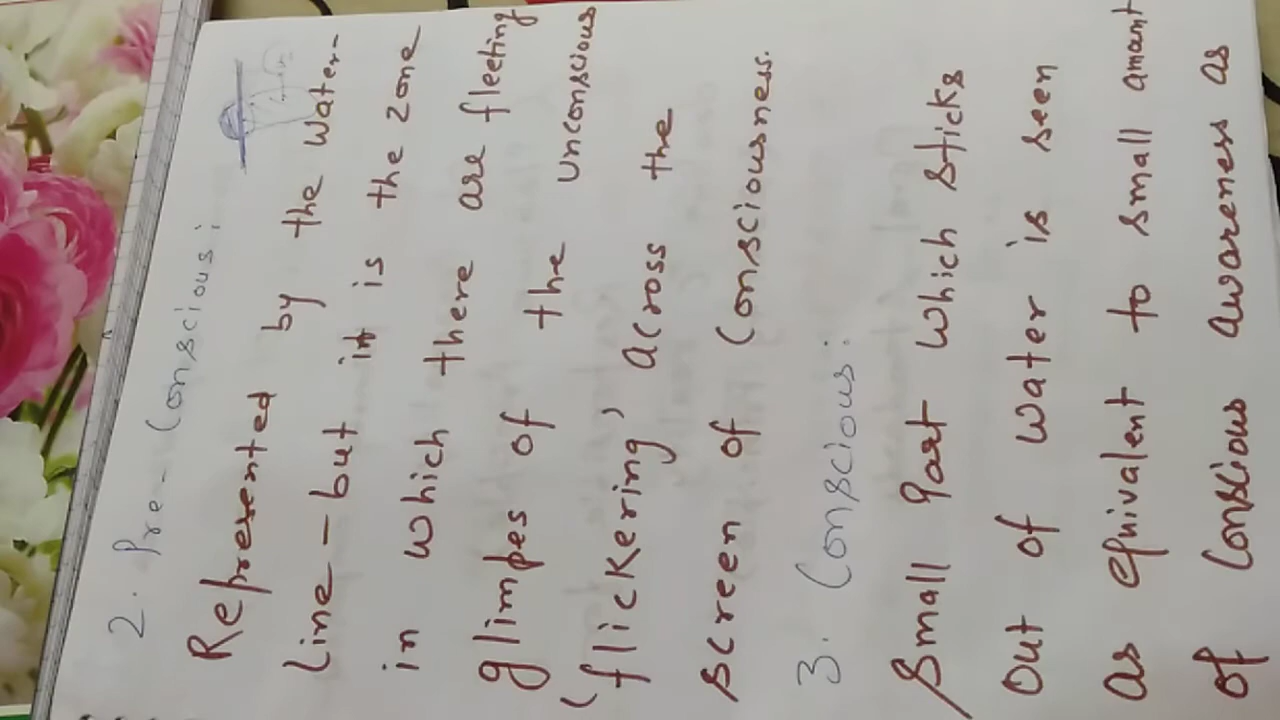 2. Pre-Conscious:
Represented by the Water-
Line - but it is the zone
in which there are fleeting
glimpes of the unconscious
(flickering) across the
screen of Consciousness.
3. Conscious:
Small Part which sticks
Out of water is seen
as equivalent to small amount
of Conscious awareness as